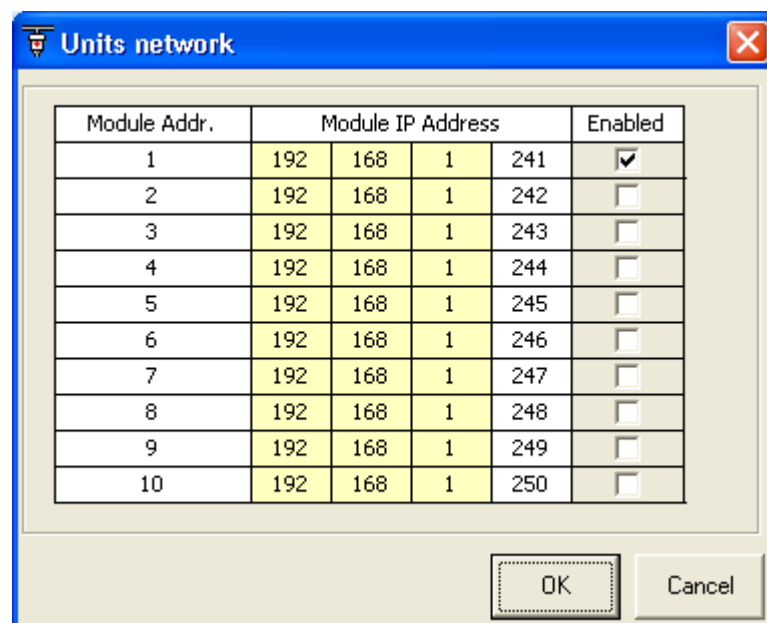 Units network
Module Addr. Module IP Address Enabled
1 192 168 1 241
2 192 168 1 242
3 192 168 1 243
4 192 168 1 244
5 192 168 1 245
6 192 168 1 246
7 192 168 1 247
8 192 168 1 248
9 192 168 1 249
10 192 168 1 250
OK Cancel